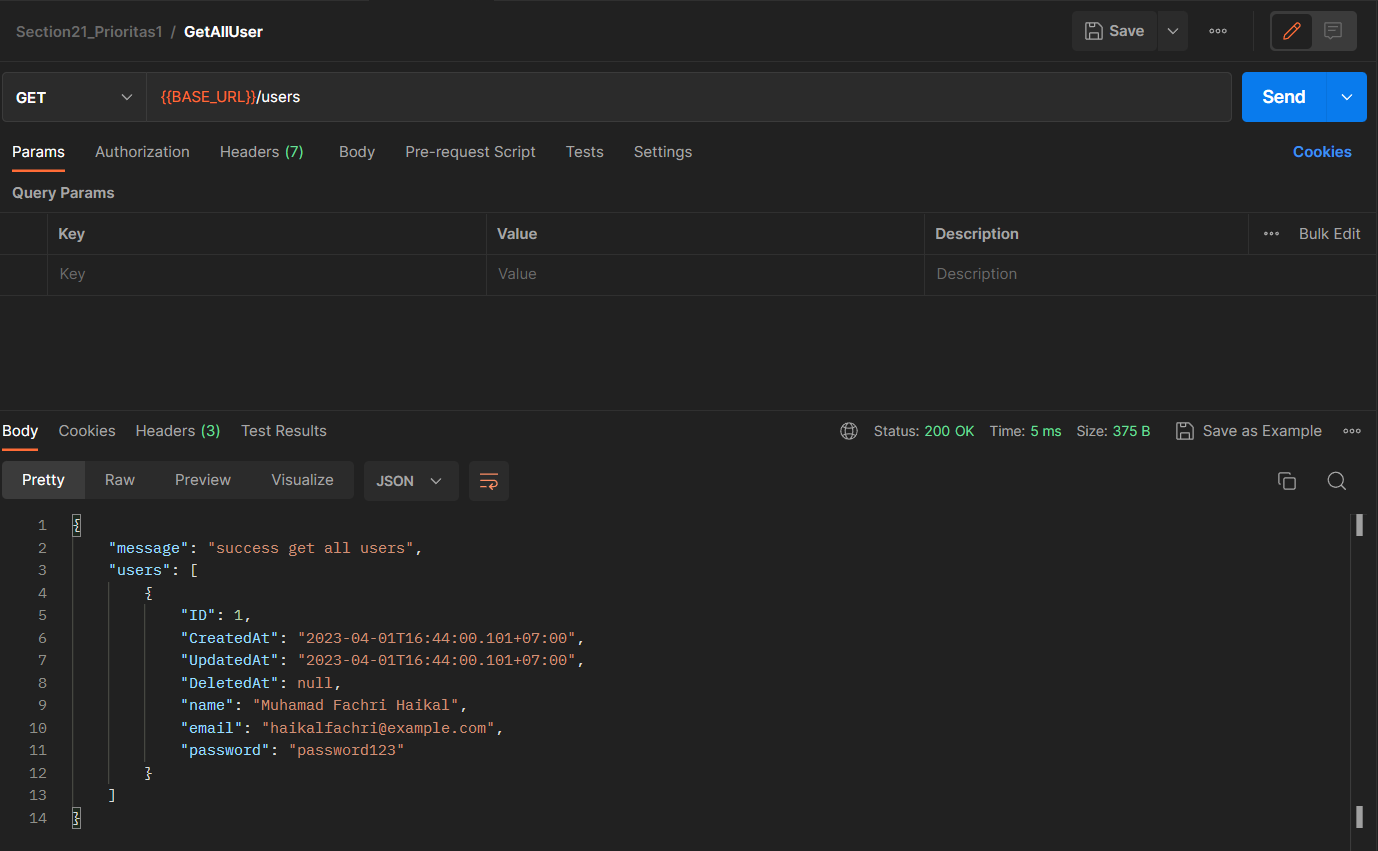 Section21_Prioritas1 / GetAllUser Save
GET {{BASE_URL}}/users Send
Params Authorization Headers (7) Body Pre-request Script Tests Settings Cookies
Query Params
Key Value Description Bulk Edit
Key Value Description
Body Cookies Headers (3) Test Results Status: 200 OK Time: 5 ms Size: 375 B Save as Example
Pretty Raw Preview Visualize JSON
1 {
2 "message": "success get all users",
3 "users": [
4 {
5 "ID": 1,
6 "CreatedAt": "2023-04-01T16:44:00.101+07:00",
7 "UpdatedAt": "2023-04-01T16:44:00.101+07:00",
8 "DeletedAt": null,
9 "name": "Muhamad Fachri Haikal",
10 "email": "haikalfachri@example.com",
11 "password": "password123"
12 }
13 ]
14 }